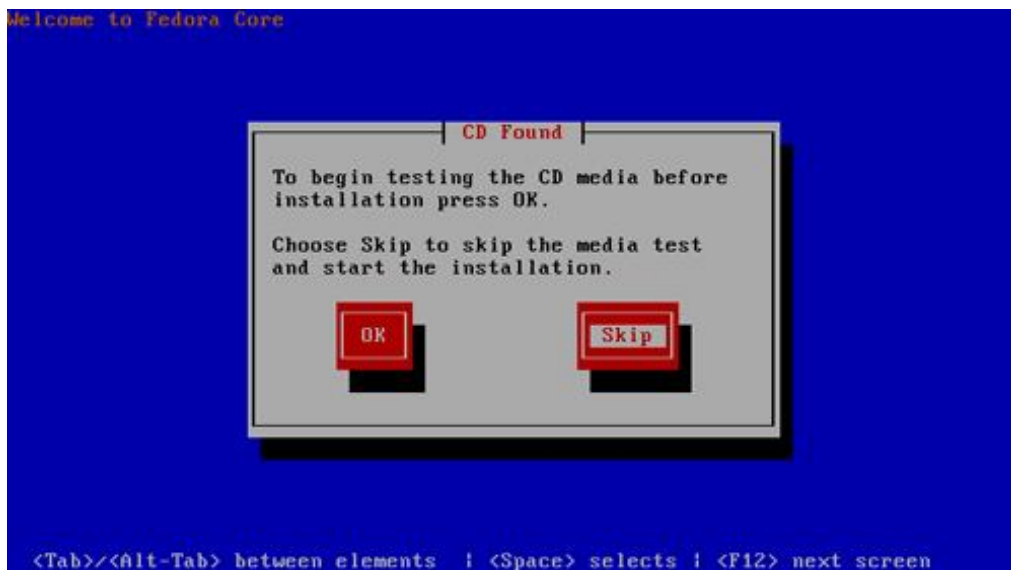 Welcome to Fedora Core
CD Found
To begin testing the CD media before
installation press OK.
Choose Skip to skip the media test
and start the installation.
OK Skip
<Tab>/<Alt-Tab> between elements | <Space> selects | <F12> next screen